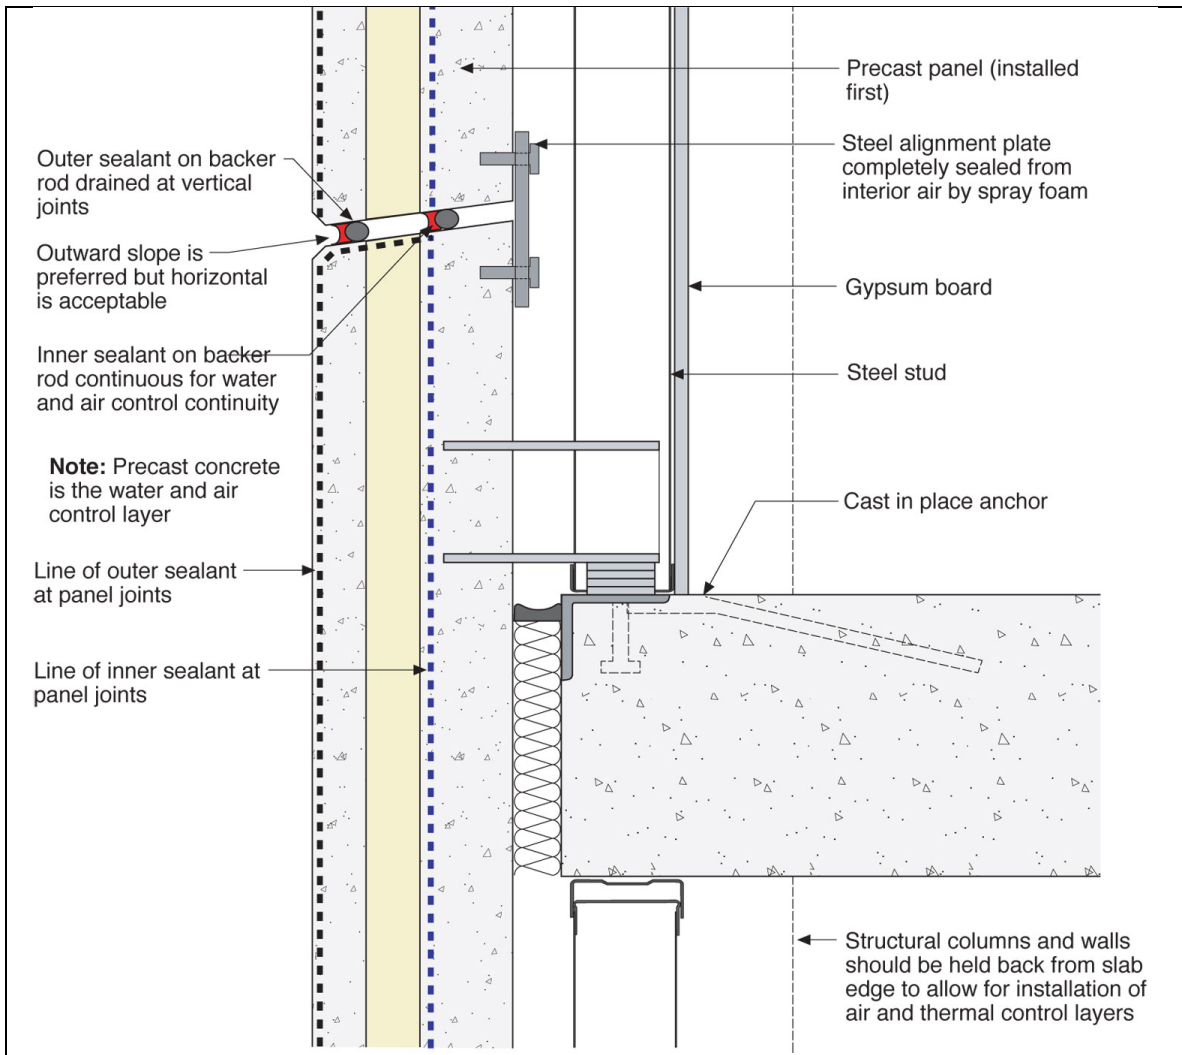 Precast panel (installed
first)
Steel alignment plate
completely sealed from
interior air by spray foam
Outer sealant on backer
rod drained at vertical
joints
Outward slope is
preferred but horizontal
is acceptable
Gypsum board
Inner sealant on backer
rod continuous for water
and air control continuity
Steel stud
Note: Precast concrete
is the water and air
control layer
Cast in place anchor
Line of outer sealant
at panel joints
Line of inner sealant at
panel joints
Structural columns and walls
should be held back from slab
edge to allow for installation of
air and thermal control layers